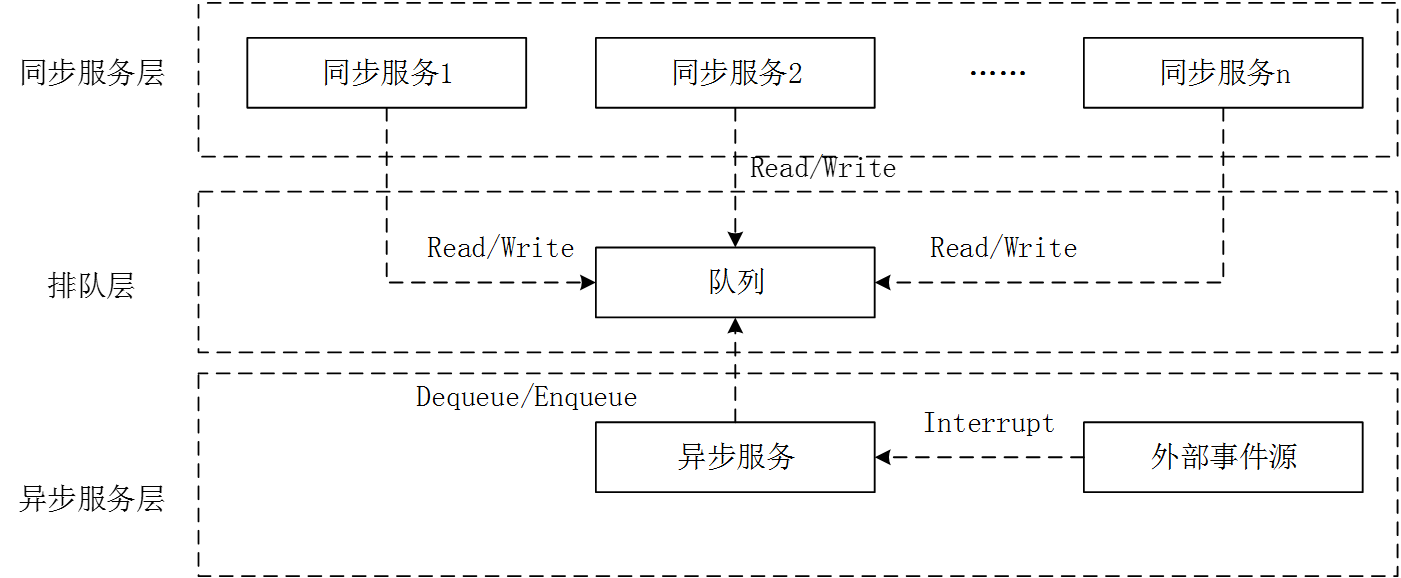 同步服务层
同步服务1
同步服务2
……
同步服务n
Read/Write
Read/Write
Read/Write
排队层
队列
Dequeue/Enqueue
Interrupt
异步服务
外部事件源
异步服务层